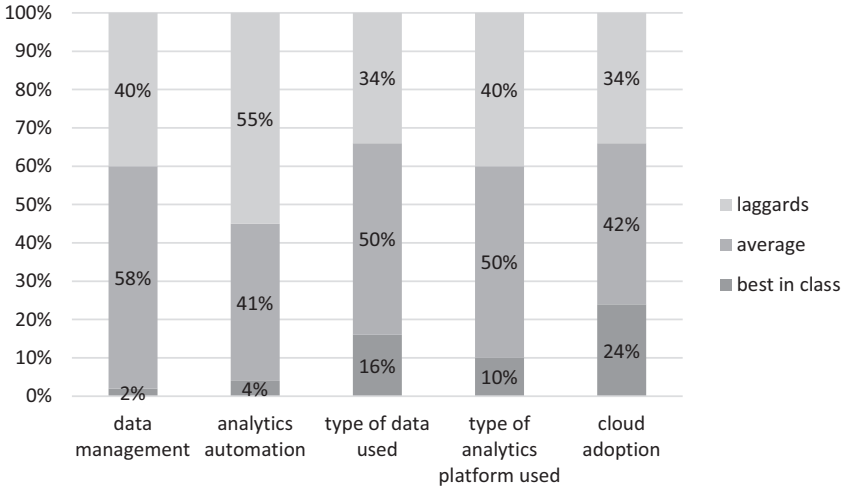 100%
90%
80%
70%
60%
50%
40%
30%
20%
10%
0%
40%
58%
2%
55%
41%
4%
34%
50%
16%
40%
50%
10%
34%
42%
24%
data
management
analytics
automation
type of data
used
type of
analytics
platform used
cloud
adoption
laggards
average
best in class